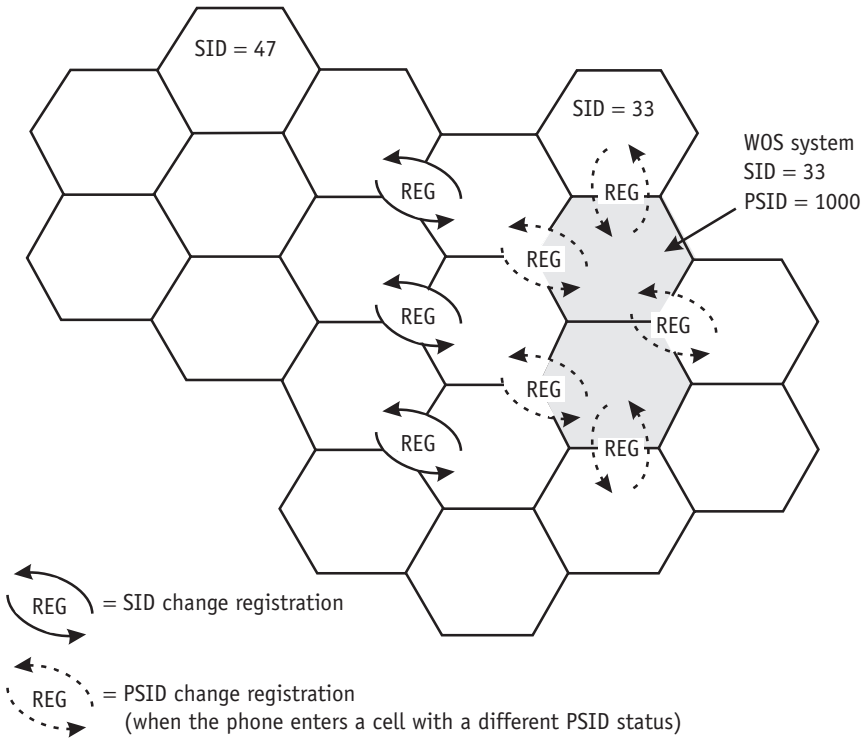 SID = 47
SID = 33
WOS system
SID = 33
PSID = 1000
REG
REG
REG
REG
REG
REG
REG
REG
REG
REG = SID change registration
REG = PSID change registration
(when the phone enters a cell with a different PSID status)